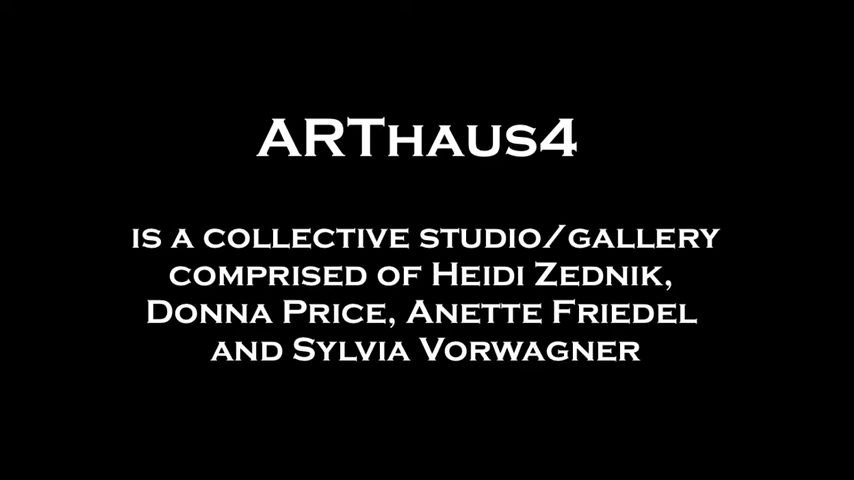 ARTHAUS4
IS A COLLECTIVE STUDIO/GALLERY
COMPRISED OF HEIDI ZEDNIK,
DONNA PRICE, ANETTE FRIEDEL
AND SYLVIA VORWAGNER